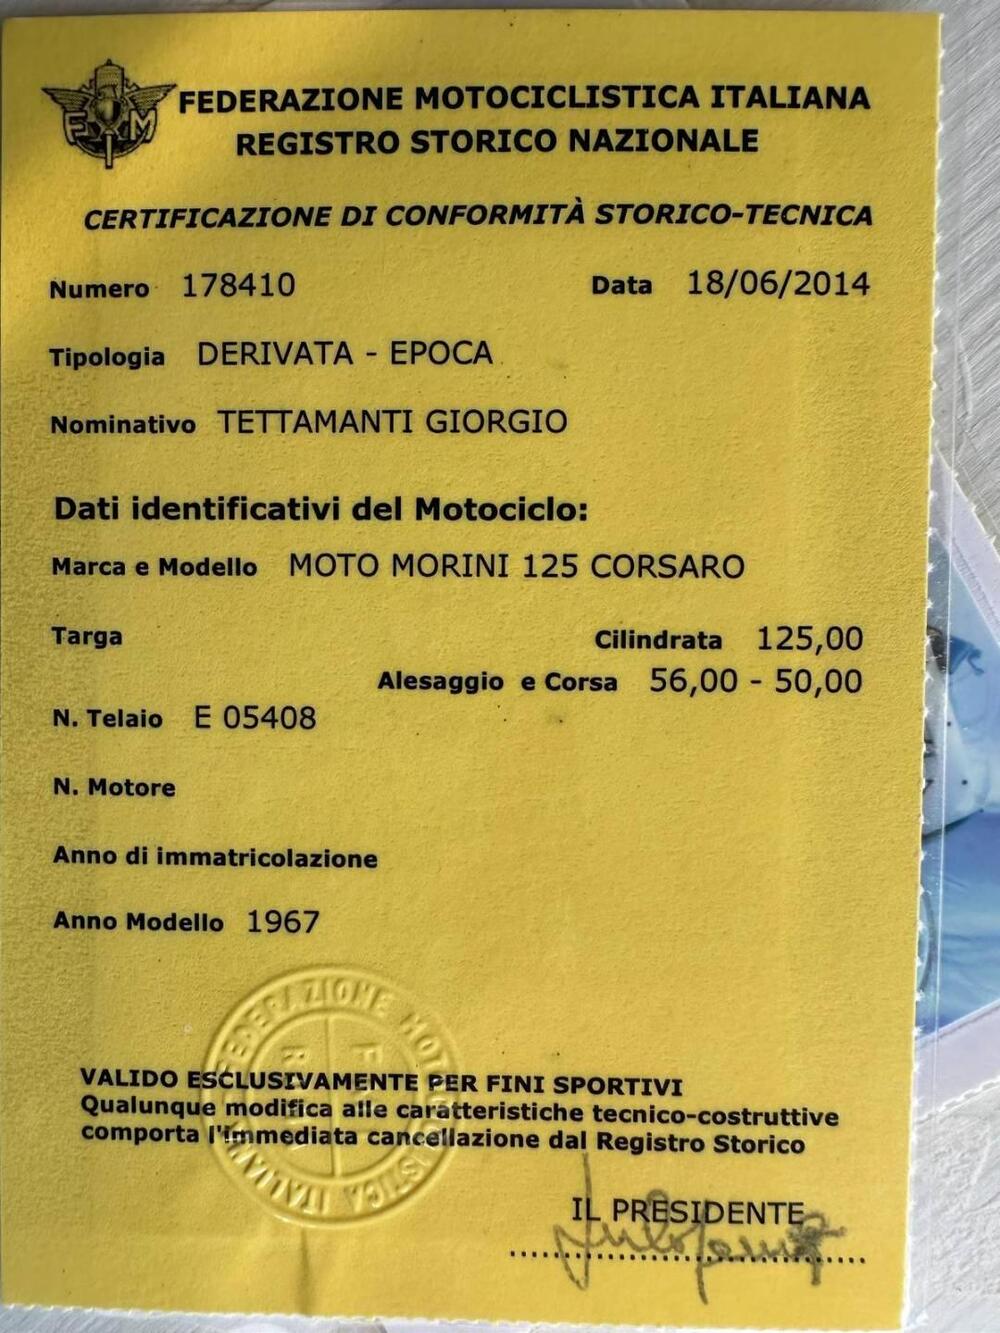 FEDERAZIONE MOTOCICLISTICA ITALIANA
REGISTRO STORICO NAZIONALE
FM
CERTIFICAZIONE DI CONFORMITÀ STORICO-TECNICA
Numero 178410 Data 18/06/2014
Tipologia DERIVATA - EPOCA
Nominativo TETTAMANTI GIORGIO
Dati identificativi del Motociclo:
Marca e Modello MOTO MORINI 125 CORSARO
Targa Cilindrata 125,00
Alesaggio e Corsa 56,00 - 50,00
N. Telaio E 05408
N. Motore
Anno di immatricolazione
Anno Modello 1967
VALIDO ESCLUSIVAMENTE PER FINI SPORTIVI
Qualunque modifica alle caratteristiche tecnico-costruttive
comporta l'immediata cancellazione dal Registro Storico
IL PRESIDENTE